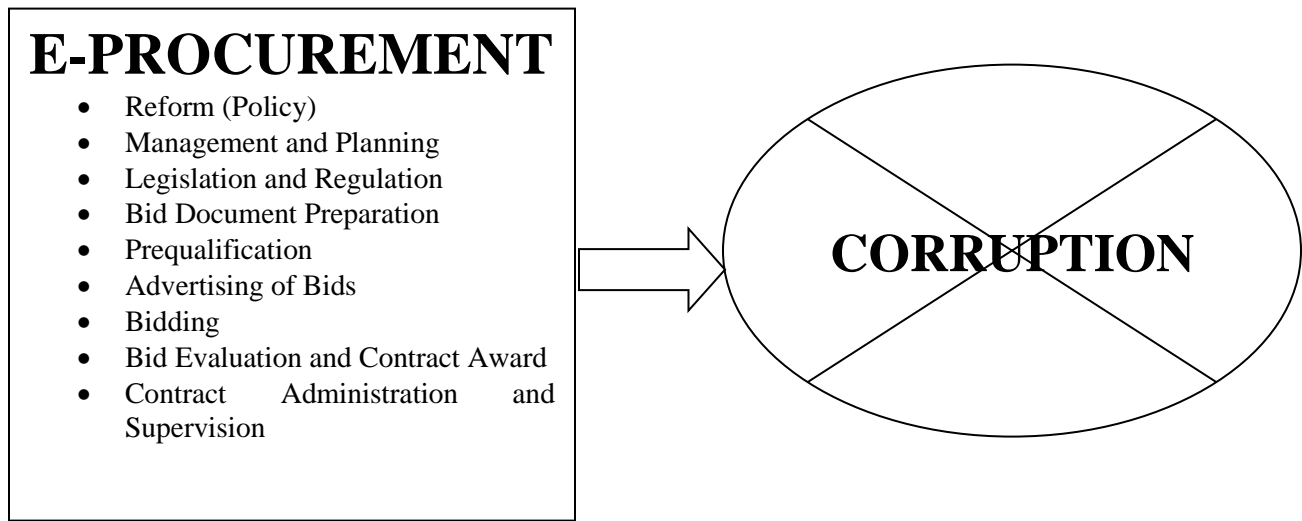 E-PROCUREMENT
• Reform (Policy)
• Management and Planning
• Legislation and Regulation
• Bid Document Preparation
• Prequalification
• Advertising of Bids
• Bidding
• Bid Evaluation and Contract Award
• Contract Administration and
Supervision
CORRUPTION